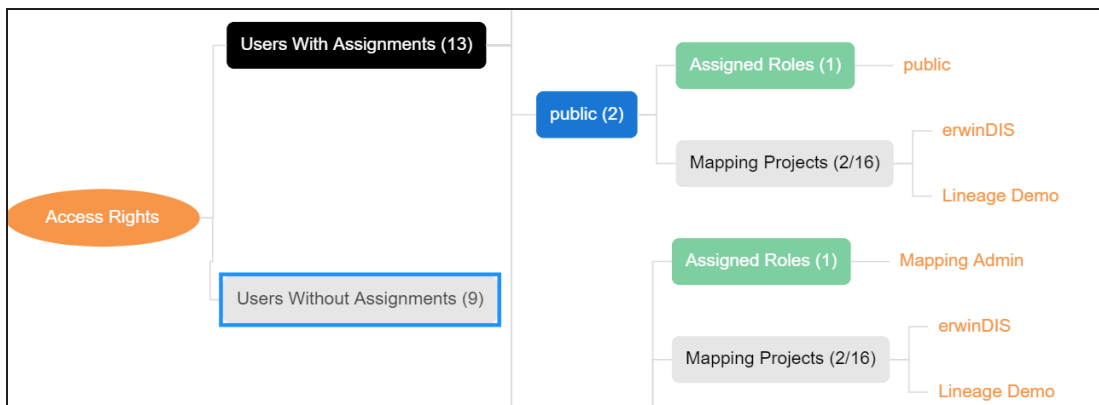 Access Rights
Users With Assignments (13)
Users Without Assignments (9)
public (2)
Assigned Roles (1)
public
Mapping Projects (2/16)
erwinDIS
Lineage Demo
Assigned Roles (1)
Mapping Admin
Mapping Projects (2/16)
erwinDIS
Lineage Demo